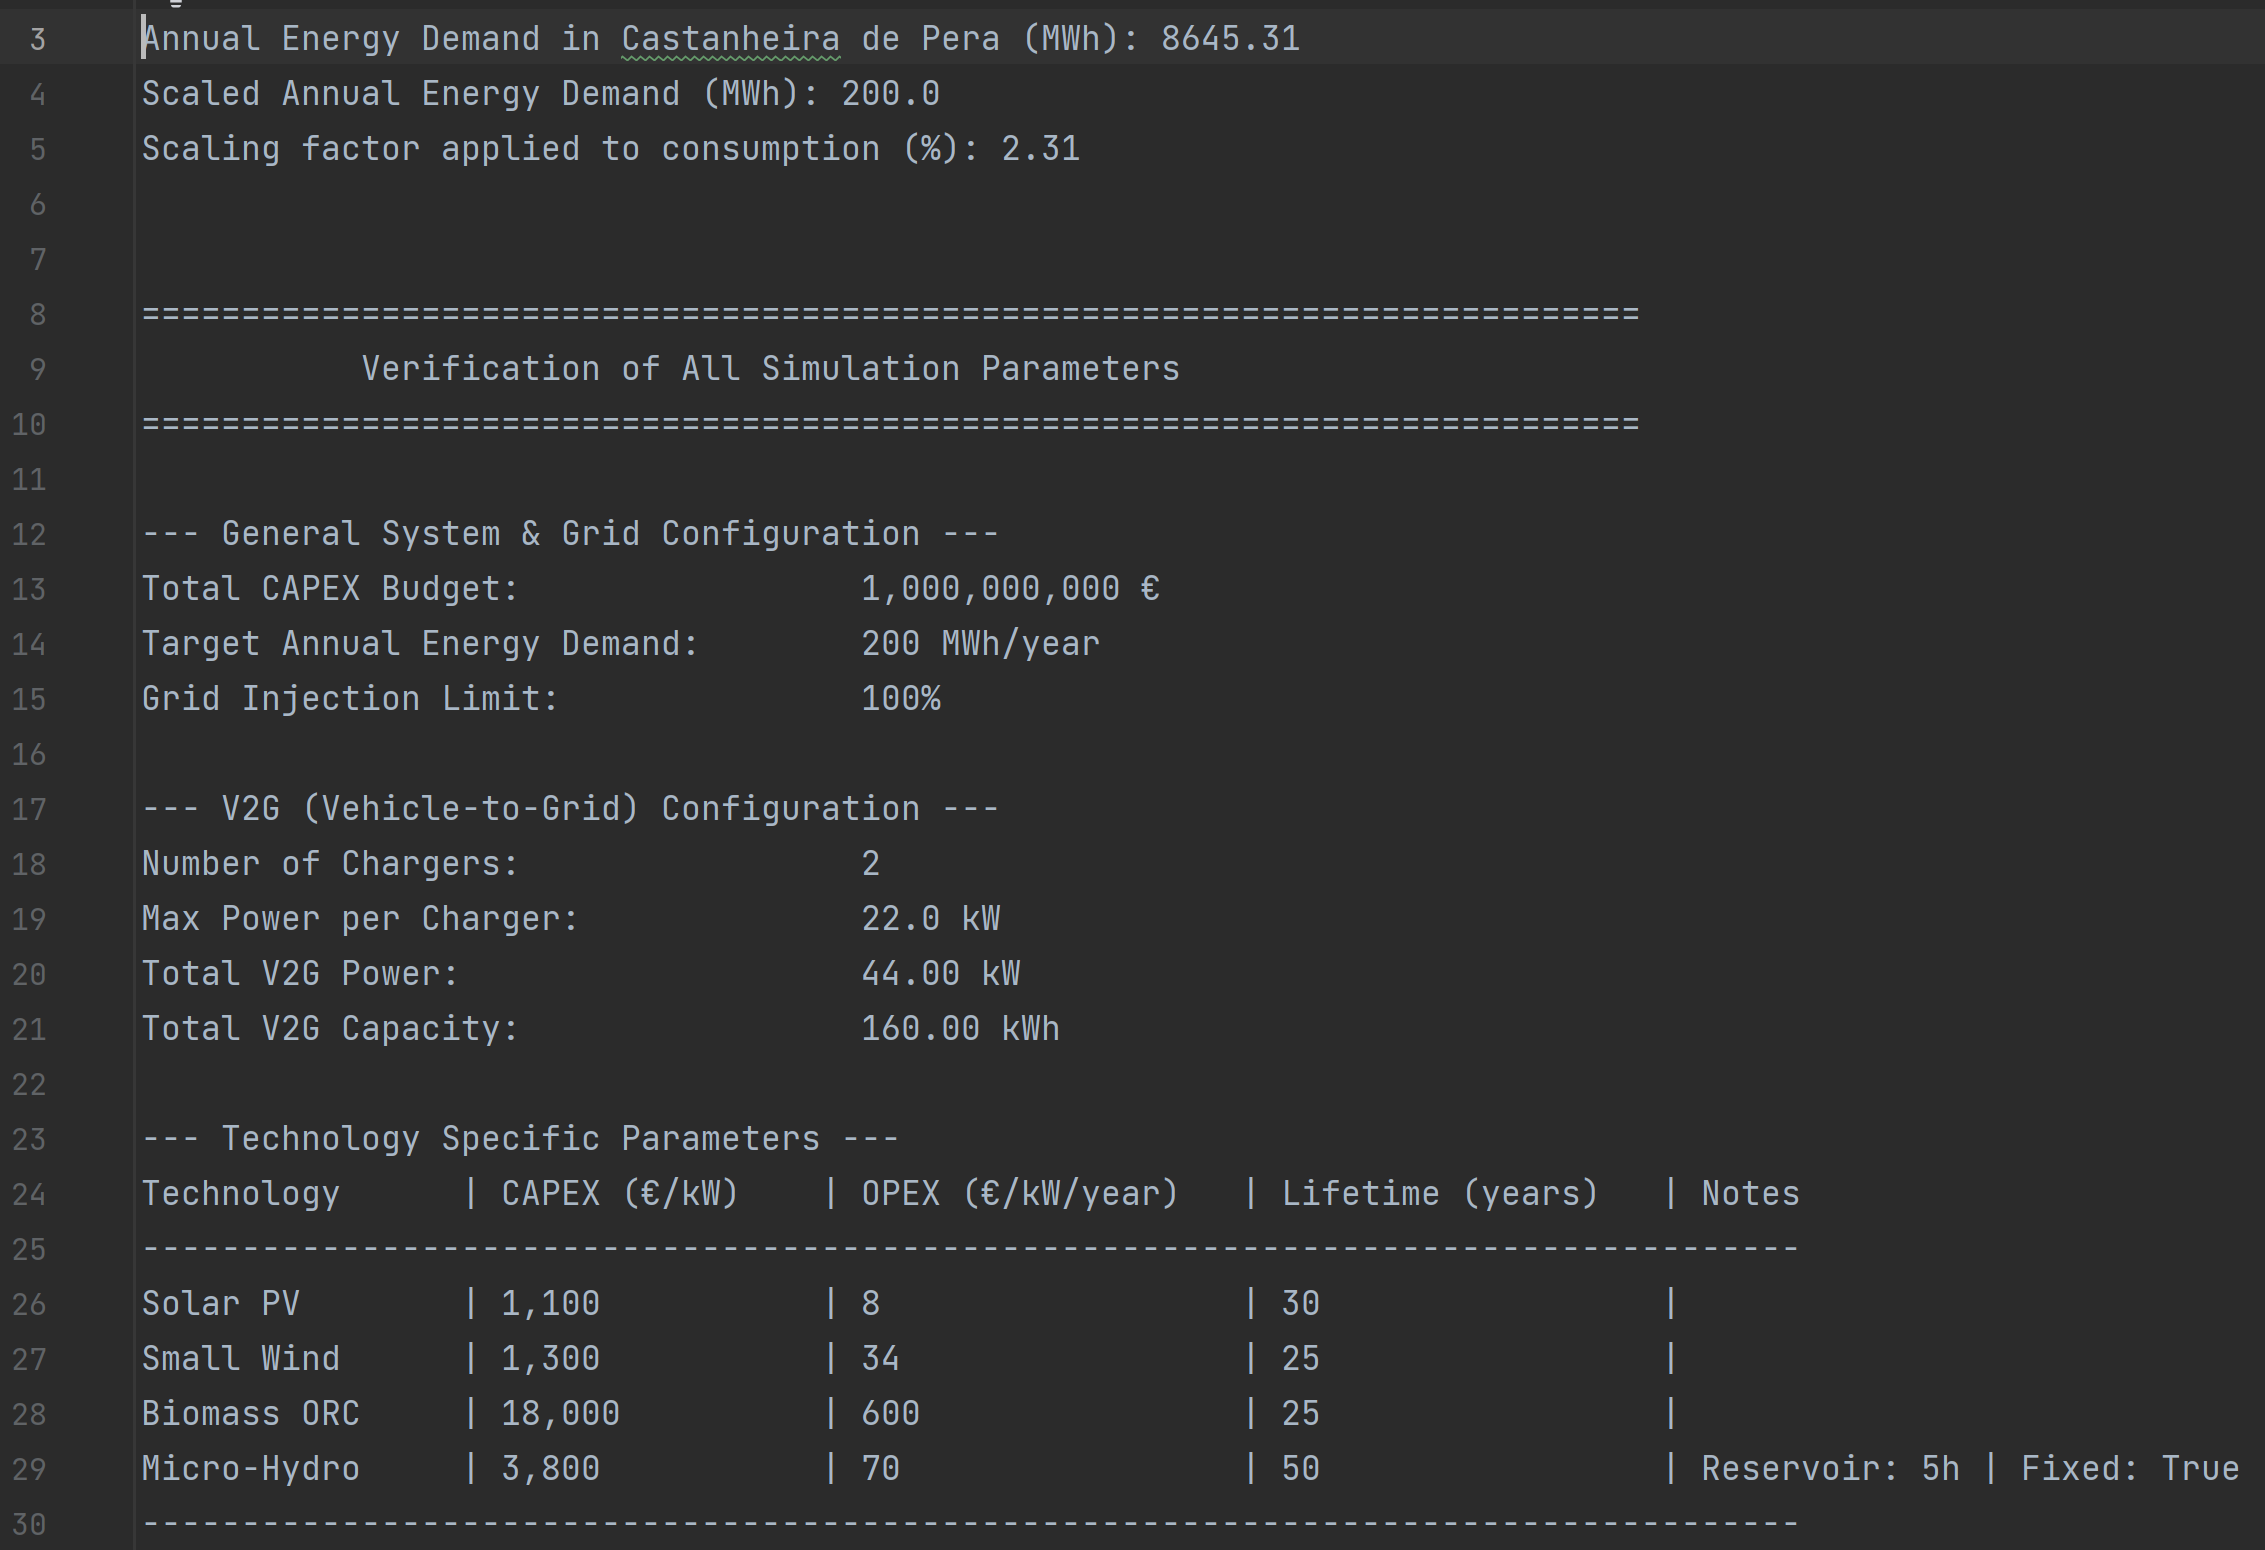 3 Annual Energy Demand in Castanheira de Pera (MWh): 8645.31
4 Scaled Annual Energy Demand (MWh): 200.0
5 Scaling factor applied to consumption (%): 2.31
6
7
8 ===========================================================================
9 Verification of All Simulation Parameters
10 ===========================================================================
11
12 --- General System & Grid Configuration ---
13 Total CAPEX Budget: 1,000,000,000 €
14 Target Annual Energy Demand: 200 MWh/year
15 Grid Injection Limit: 100%
16
17 --- V2G (Vehicle-to-Grid) Configuration ---
18 Number of Chargers: 2
19 Max Power per Charger: 22.0 kW
20 Total V2G Power: 44.00 kW
21 Total V2G Capacity: 160.00 kWh
22
23 --- Technology Specific Parameters ---
24 Technology | CAPEX (€/kW) | OPEX (€/kW/year) | Lifetime (years) | Notes
25 -----------------------------------------------------------------------------------
26 Solar PV | 1,100 | 8 | 30 |
27 Small Wind | 1,300 | 34 | 25 |
28 Biomass ORC | 18,000 | 600 | 25 |
29 Micro-Hydro | 3,800 | 70 | 50 | Reservoir: 5h | Fixed: True
30 -----------------------------------------------------------------------------------